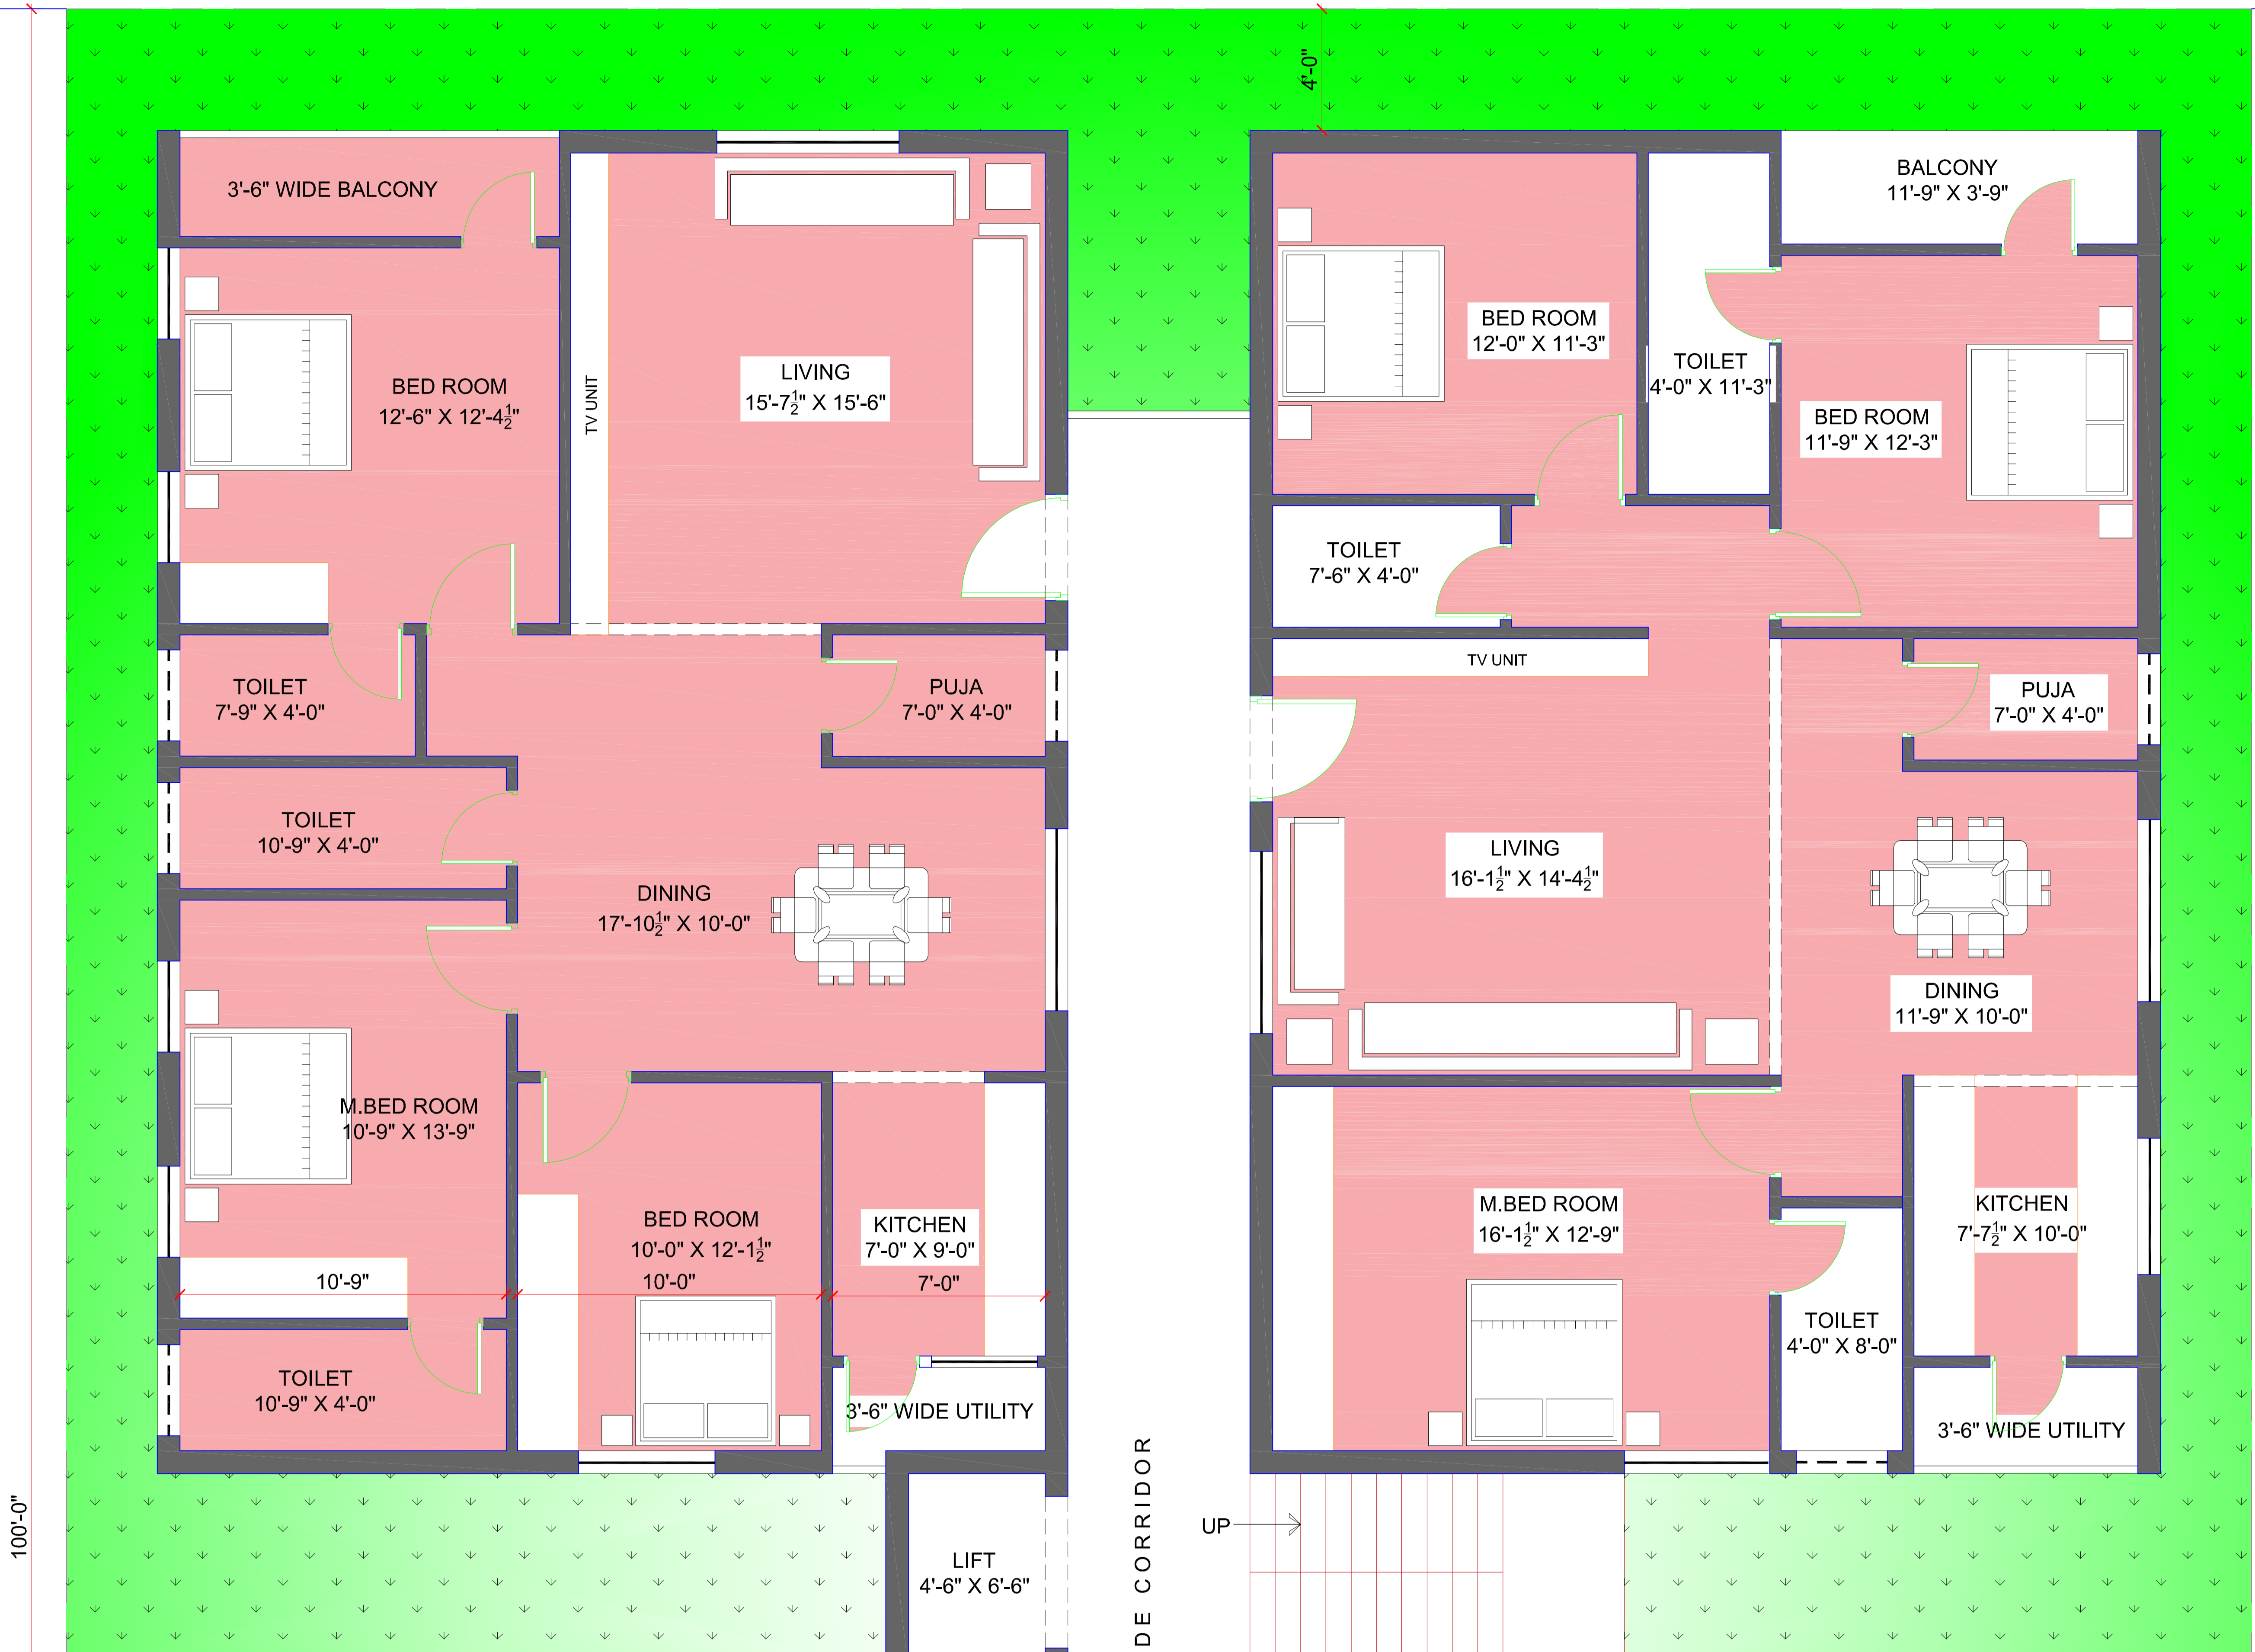 4'-0"
3'-6" WIDE BALCONY
BED ROOM
12'-6" X 12'-4½"
TV UNIT
LIVING
15'-7½" X 15'-6"
TOILET
7'-9" X 4'-0"
PUJA
7'-0" X 4'-0"
TOILET
10'-9" X 4'-0"
DINING
17'-10½" X 10'-0"
M.BED ROOM
10'-9" X 13'-9"
10'-9"
BED ROOM
10'-0" X 12'-1½"
10'-0"
KITCHEN
7'-0" X 9'-0"
7'-0"
TOILET
10'-9" X 4'-0"
3'-6" WIDE UTILITY
LIFT
4'-6" X 6'-6"
100'-0"
DE CORRIDOR
UP
BED ROOM
12'-0" X 11'-3"
TOILET
4'-0" X 11'-3"
BALCONY
11'-9" X 3'-9"
BED ROOM
11'-9" X 12'-3"
TOILET
7'-6" X 4'-0"
TV UNIT
PUJA
7'-0" X 4'-0"
LIVING
16'-1½" X 14'-4½"
DINING
11'-9" X 10'-0"
M.BED ROOM
16'-1½" X 12'-9"
KITCHEN
7'-7½" X 10'-0"
TOILET
4'-0" X 8'-0"
3'-6" WIDE UTILITY